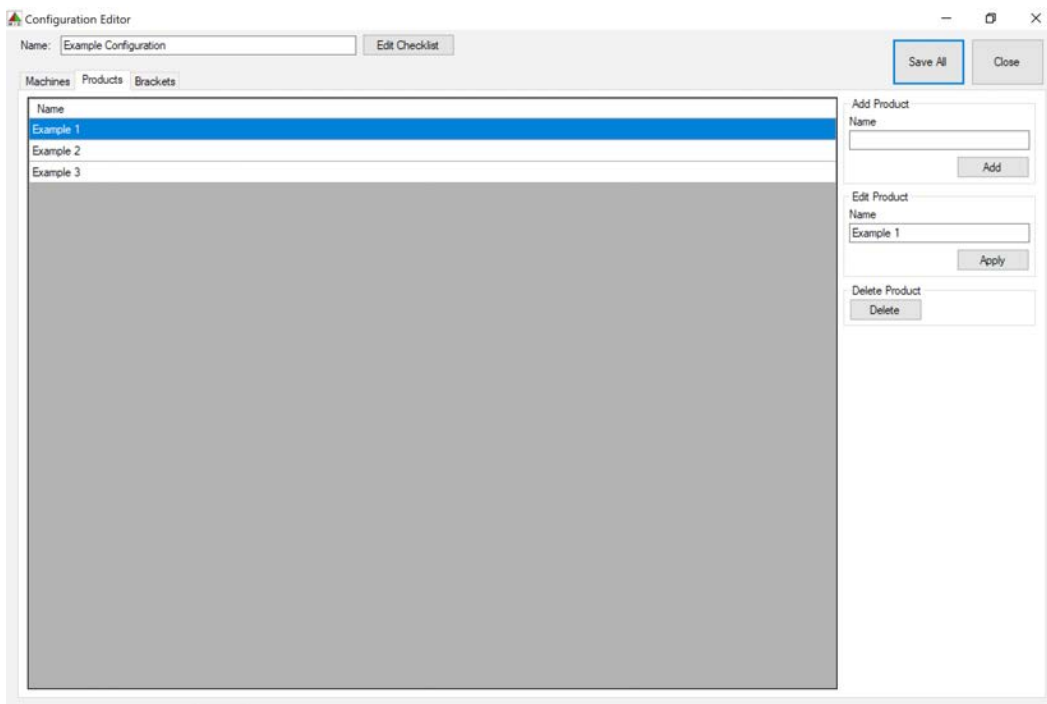 Configuration Editor
Name: Example Configuration Edit Checklist
Save All Close
Machines Products Brackets
Name
Example 1
Example 2
Example 3
Add Product
Name
Add
Edit Product
Name
Example 1
Apply
Delete Product
Delete